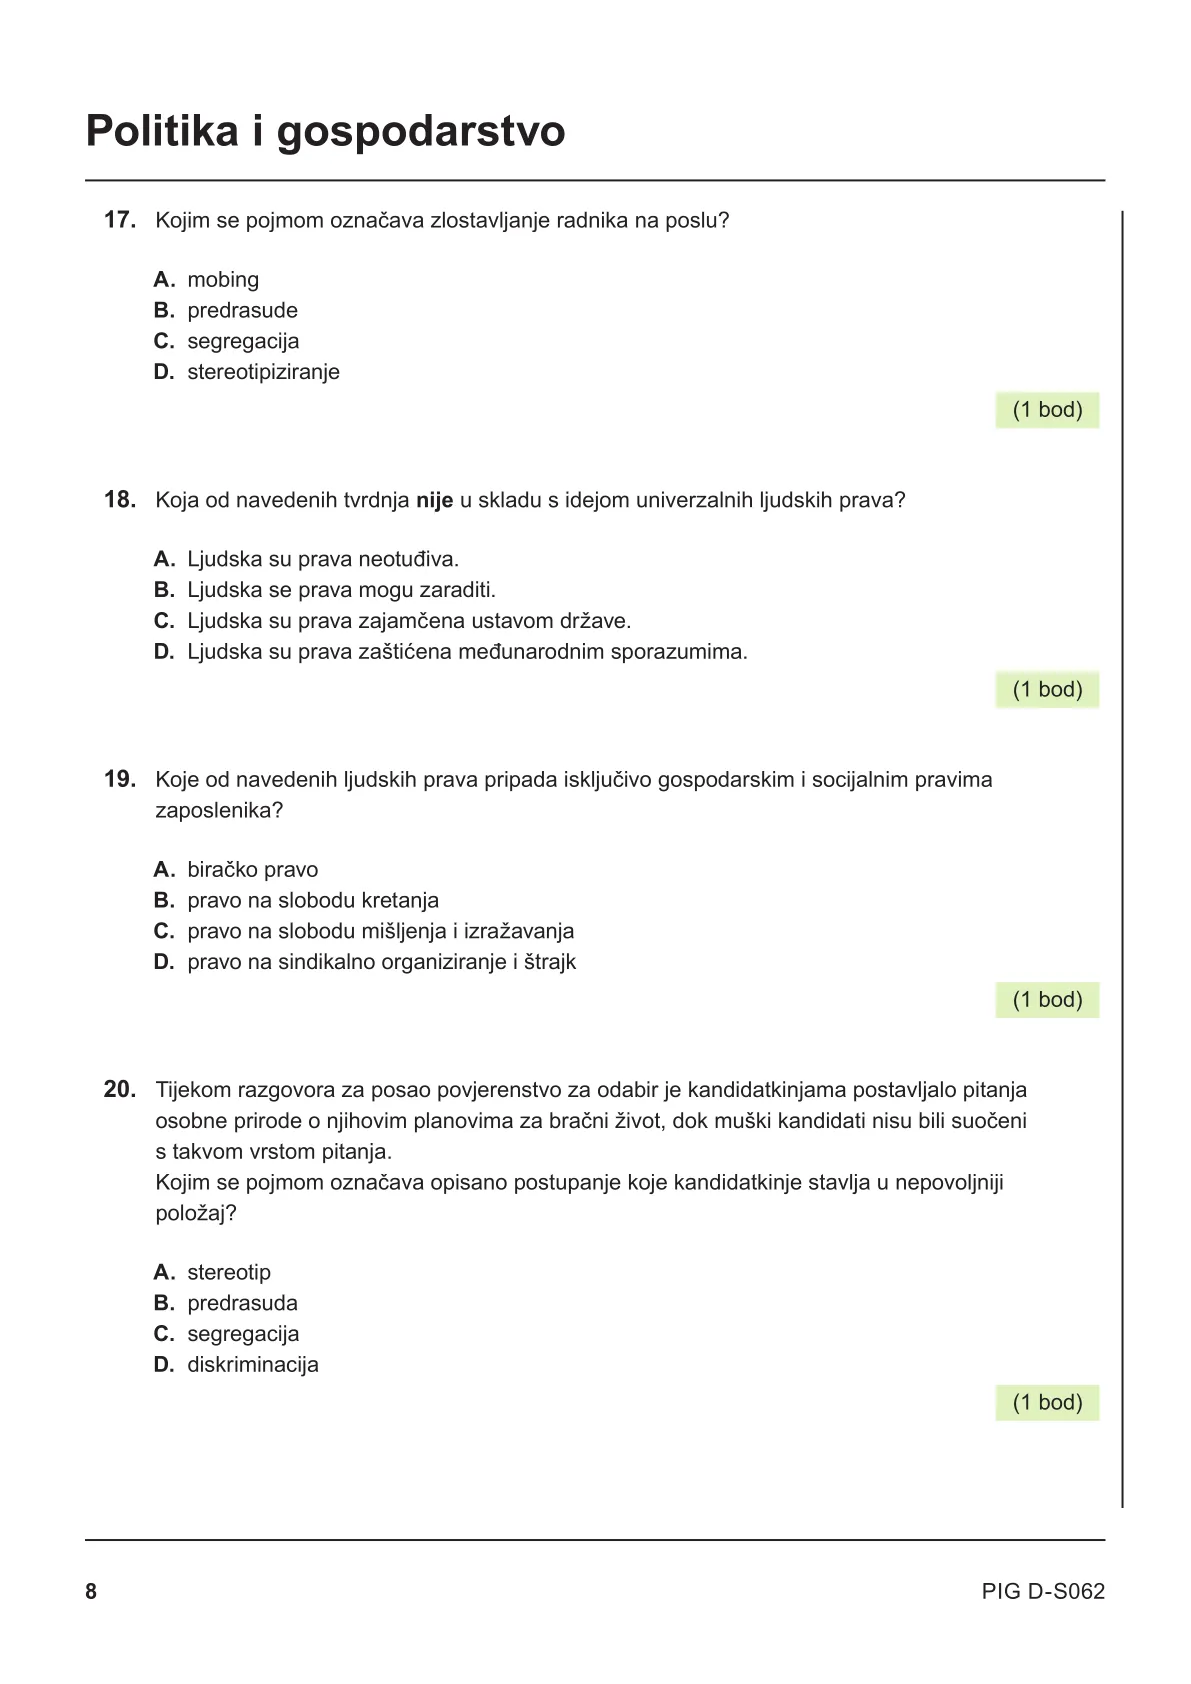 Politika i gospodarstvo
17. Kojim se pojmom označava zlostavljanje radnika na poslu?
A. mobing
B. predrasude
C. segregacija
D. stereotipiziranje
(1 bod)
18. Koja od navedenih tvrdnja nije u skladu s idejom univerzalnih ljudskih prava?
A. Ljudska su prava neotuđiva.
B. Ljudska se prava mogu zaraditi.
C. Ljudska su prava zajamčena ustavom države.
D. Ljudska su prava zaštićena međunarodnim sporazumima.
(1 bod)
19. Koje od navedenih ljudskih prava pripada isključivo gospodarskim i socijalnim pravima
zaposlenika?
A. biračko pravo
B. pravo na slobodu kretanja
C. pravo na slobodu mišljenja i izražavanja
D. pravo na sindikalno organiziranje i štrajk
(1 bod)
20. Tijekom razgovora za posao povjerenstvo za odabir je kandidatkinjama postavljalo pitanja
osobne prirode o njihovim planovima za bračni život, dok muški kandidati nisu bili suočeni
s takvom vrstom pitanja.
Kojim se pojmom označava opisano postupanje koje kandidatkinje stavlja u nepovoljniji
položaj?
A. stereotip
B. predrasuda
C. segregacija
D. diskriminacija
(1 bod)
8 PIG D-S062